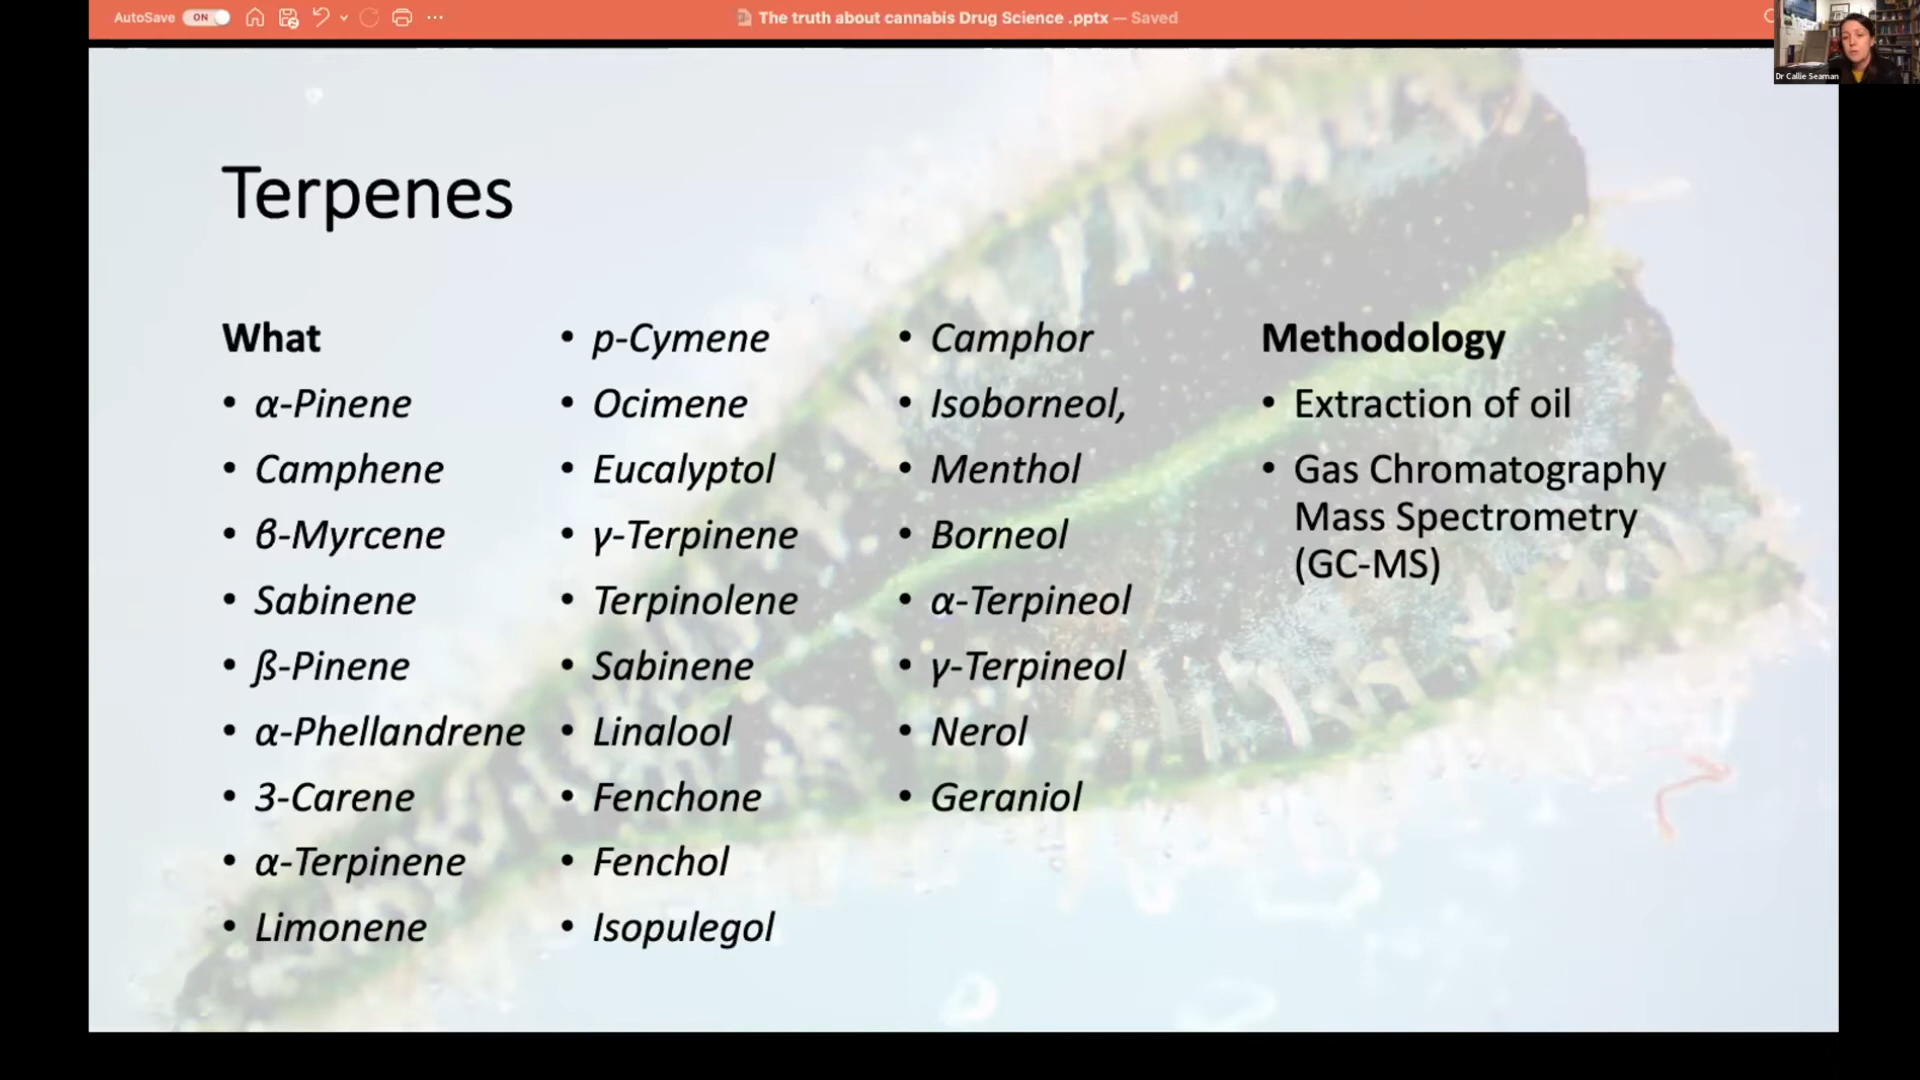 AutoSave ON
The truth about cannabis Drug Science .pptx — Saved
Dr Callie Seaman
Terpenes
What
• α-Pinene
• Camphene
• β-Myrcene
• Sabinene
• ß-Pinene
• α-Phellandrene
• 3-Carene
• α-Terpinene
• Limonene
• p-Cymene
• Ocimene
• Eucalyptol
• γ-Terpinene
• Terpinolene
• Sabinene
• Linalool
• Fenchone
• Fenchol
• Isopulegol
• Camphor
• Isoborneol,
• Menthol
• Borneol
• α-Terpineol
• γ-Terpineol
• Nerol
• Geraniol
Methodology
• Extraction of oil
• Gas Chromatography
Mass Spectrometry
(GC-MS)